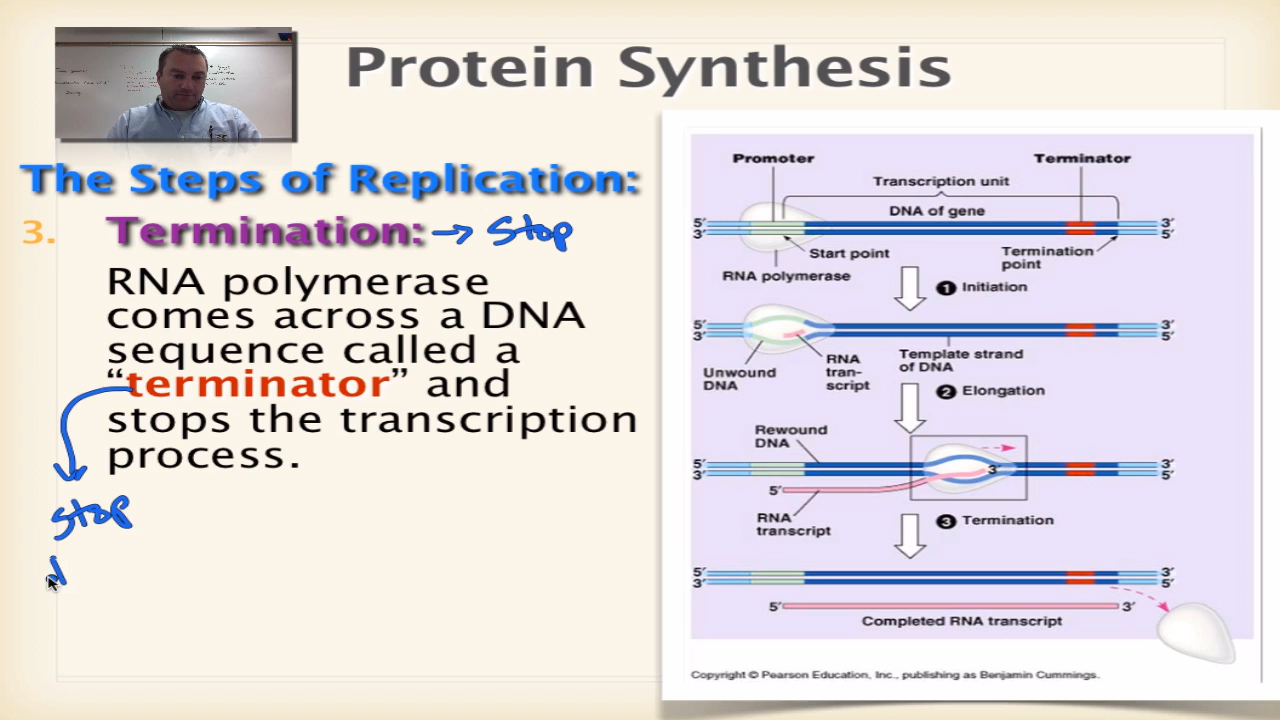 Protein Synthesis
The Steps of Replication:
3. Termination: → Stop
RNA polymerase
comes across a DNA
sequence called a
“terminator” and
stops the transcription
process.
stop
Promoter
Terminator
Transcription unit
DNA of gene
5′
3′
3′
5′
Start point
Termination
point
RNA polymerase
1 Initiation
5′
3′
3′
5′
Unwound
DNA
RNA
tran-
script
Template strand
of DNA
2 Elongation
Rewound
DNA
5′
3′
3′
3′
5′
5′
RNA
transcript
3 Termination
5′
3′
3′
5′
5′
3′
Completed RNA transcript
Copyright © Pearson Education, Inc., publishing as Benjamin Cummings.